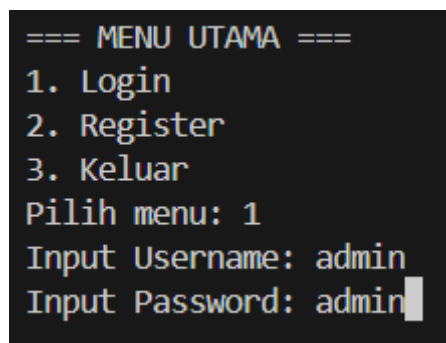 === MENU UTAMA ===
1. Login
2. Register
3. Keluar
Pilih menu: 1
Input Username: admin
Input Password: admin